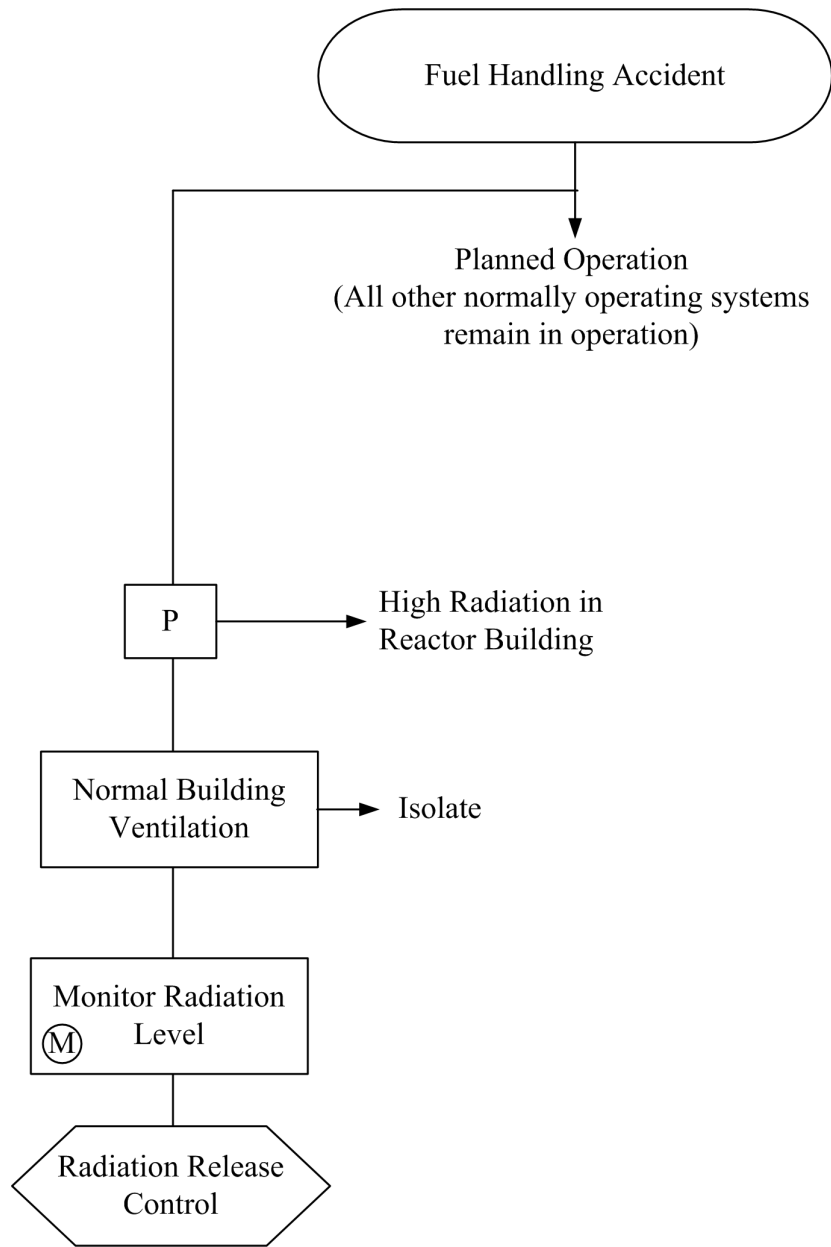 Fuel Handling Accident
Planned Operation
(All other normally operating systems
remain in operation)
P
High Radiation in
Reactor Building
Normal Building
Ventilation
Isolate
Monitor Radiation
Level
M
Radiation Release
Control